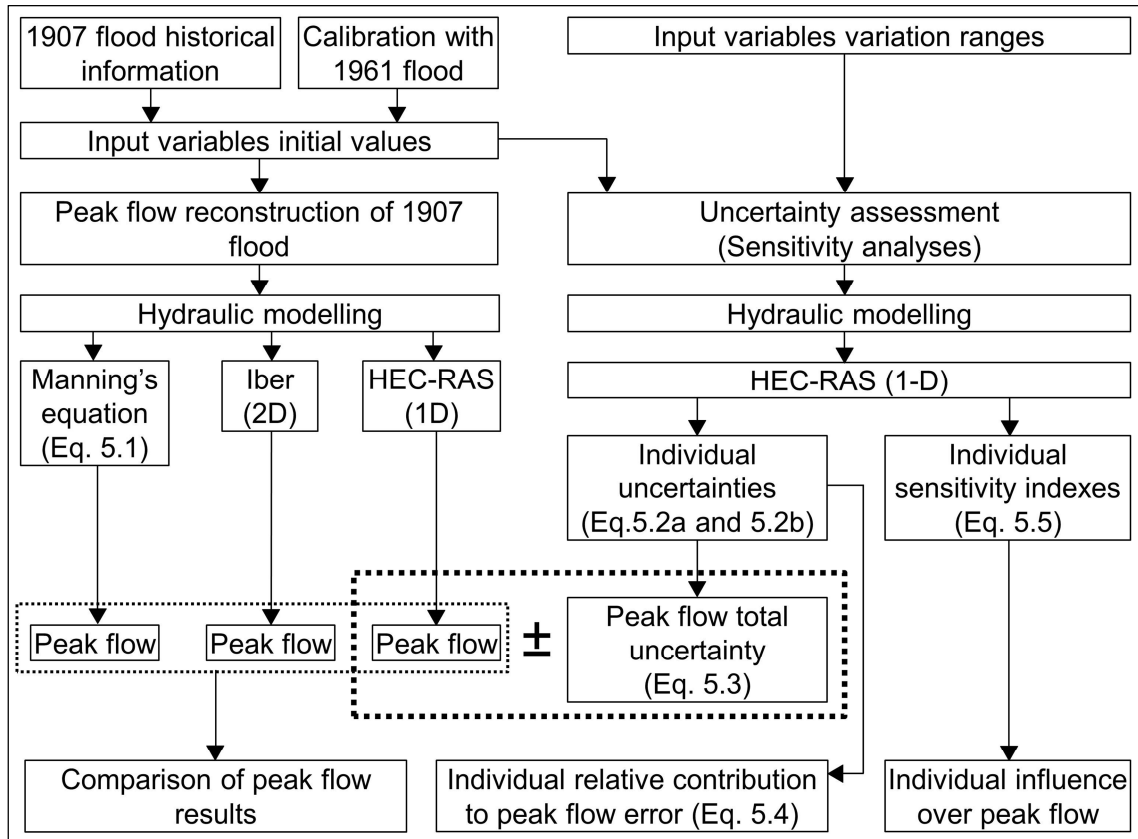 1907 flood historical
information
Calibration with
1961 flood
Input variables variation ranges
Input variables initial values
Peak flow reconstruction of 1907
flood
Uncertainty assessment
(Sensitivity analyses)
Hydraulic modelling
Hydraulic modelling
Manning's
equation
(Eq. 5.1)
Iber
(2D)
HEC-RAS
(1D)
HEC-RAS (1-D)
Individual
uncertainties
(Eq.5.2a and 5.2b)
Individual
sensitivity indexes
(Eq. 5.5)
Peak flow
Peak flow
Peak flow
±
Peak flow total
uncertainty
(Eq. 5.3)
Comparison of peak flow
results
Individual relative contribution
to peak flow error (Eq. 5.4)
Individual influence
over peak flow